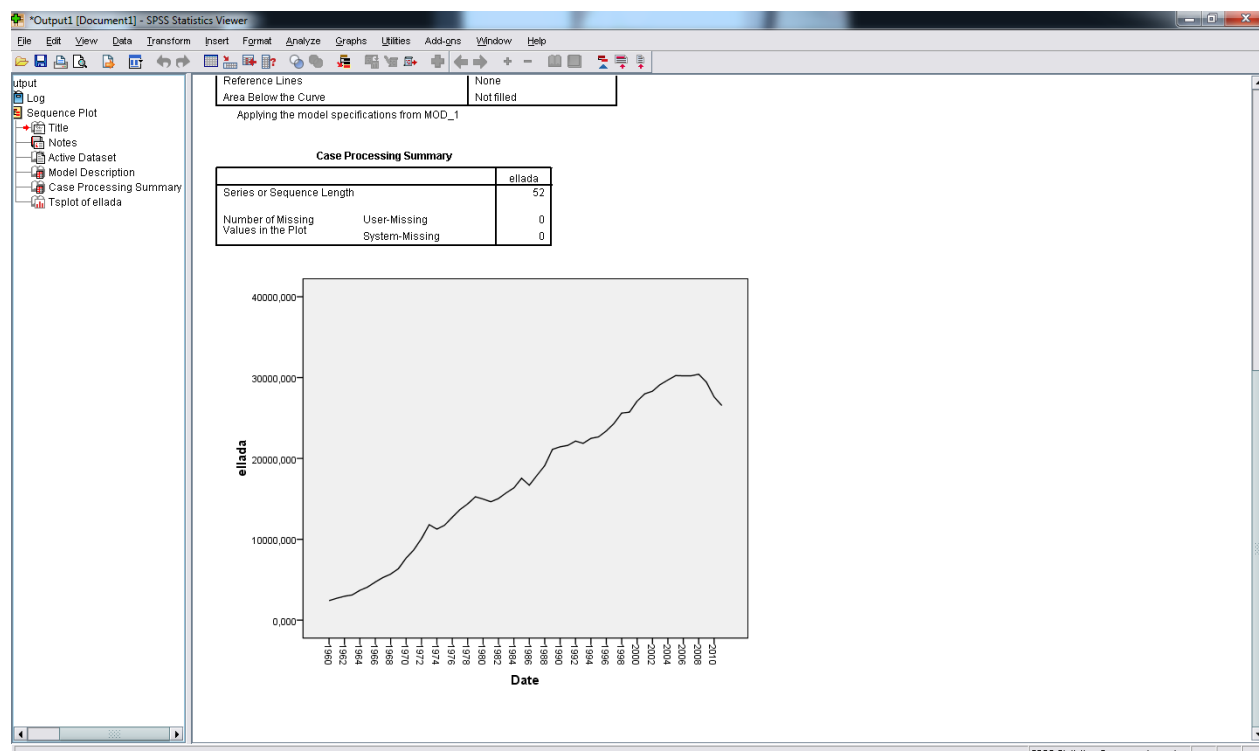 *Output1 [Document1] - SPSS Statistics Viewer
File Edit View Data Transform Insert Format Analyze Graphs Utilities Add-ons Window Help
utput
Log
Sequence Plot
Title
Notes
Active Dataset
Model Description
Case Processing Summary
Tsplot of ellada
Reference Lines None
Area Below the Curve Not filled
Applying the model specifications from MOD_1
Case Processing Summary
ellada
Series or Sequence Length 52
Number of Missing Values in the Plot User-Missing 0
System-Missing 0
40000,000
30000,000
20000,000
10000,000
0,000
ellada
1960 1962 1964 1966 1968 1970 1972 1974 1976 1978 1980 1982 1984 1986 1988 1990 1992 1994 1996 1998 2000 2002 2004 2006 2008 2010
Date